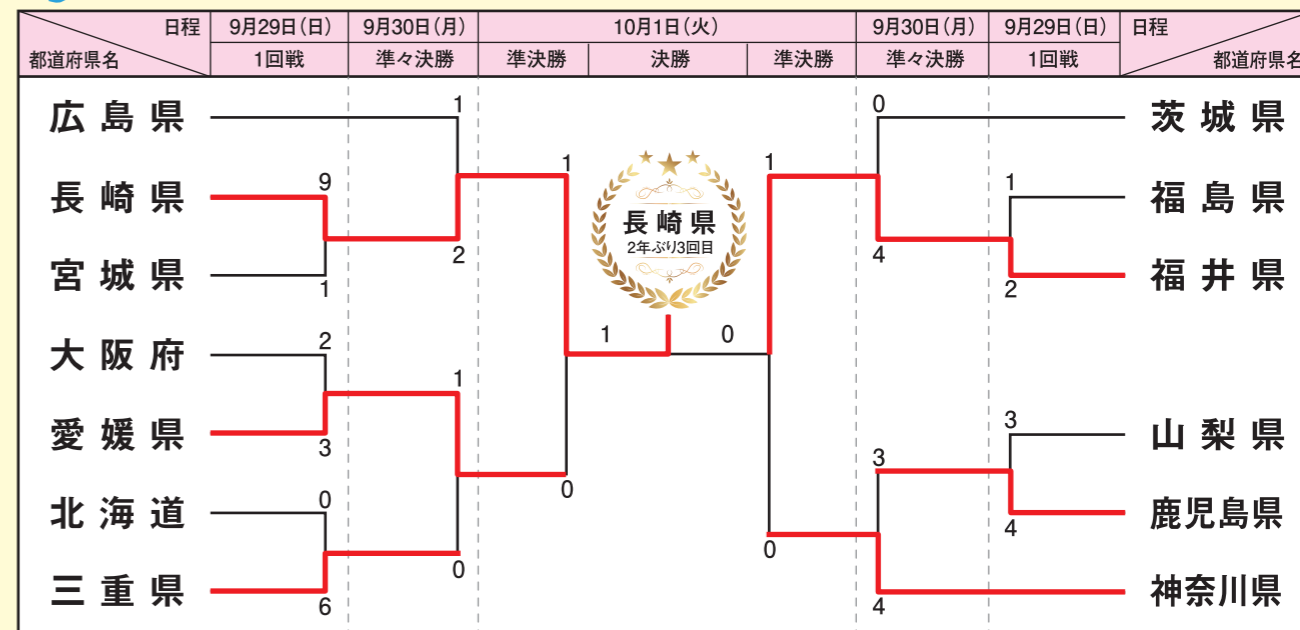 日程 9月29日(日) 9月30日(月) 10月1日(火) 9月30日(月) 9月29日(日) 日程
都道府県名 1回戦 準々決勝 準決勝 決勝 準決勝 準々決勝 1回戦 都道府県名
広島県 1 0 茨城県
1 1
長崎県 9 1 福島県
長崎県
2年ぶり3回目
2 4
宮城県 1 2 福井県
1 0
大阪府 2
1
愛媛県 3 3 山梨県
3
0 0
北海道 0 4 鹿児島県
0 0
三重県 6 4 神奈川県